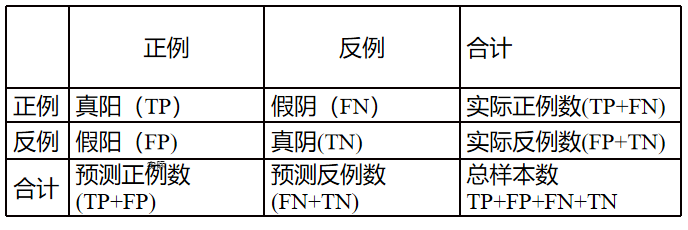 正例 反例 合计
正例 真阳（TP） 假阴（FN） 实际正例数(TP+FN)
反例 假阳（FP) 真阴(TN) 实际反例数(FP+TN)
合计 预测正例数 预测反例数 总样本数
(TP+FP) (FN+TN) TP+FP+FN+TN